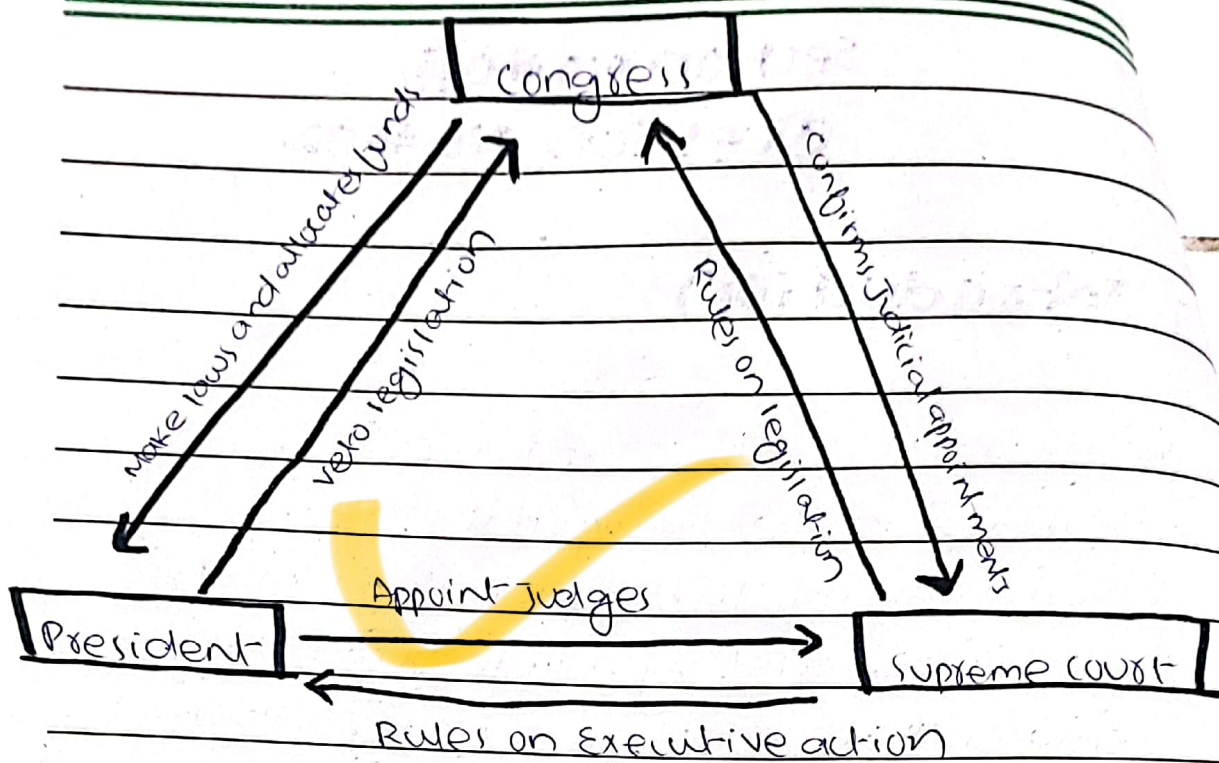 Congress
Make laws and allocates funds
Veto legislation
Rules on legislation
Confirms Judicial appointments
Appoint Judges
President
Supreme Court
Rules on Executive action